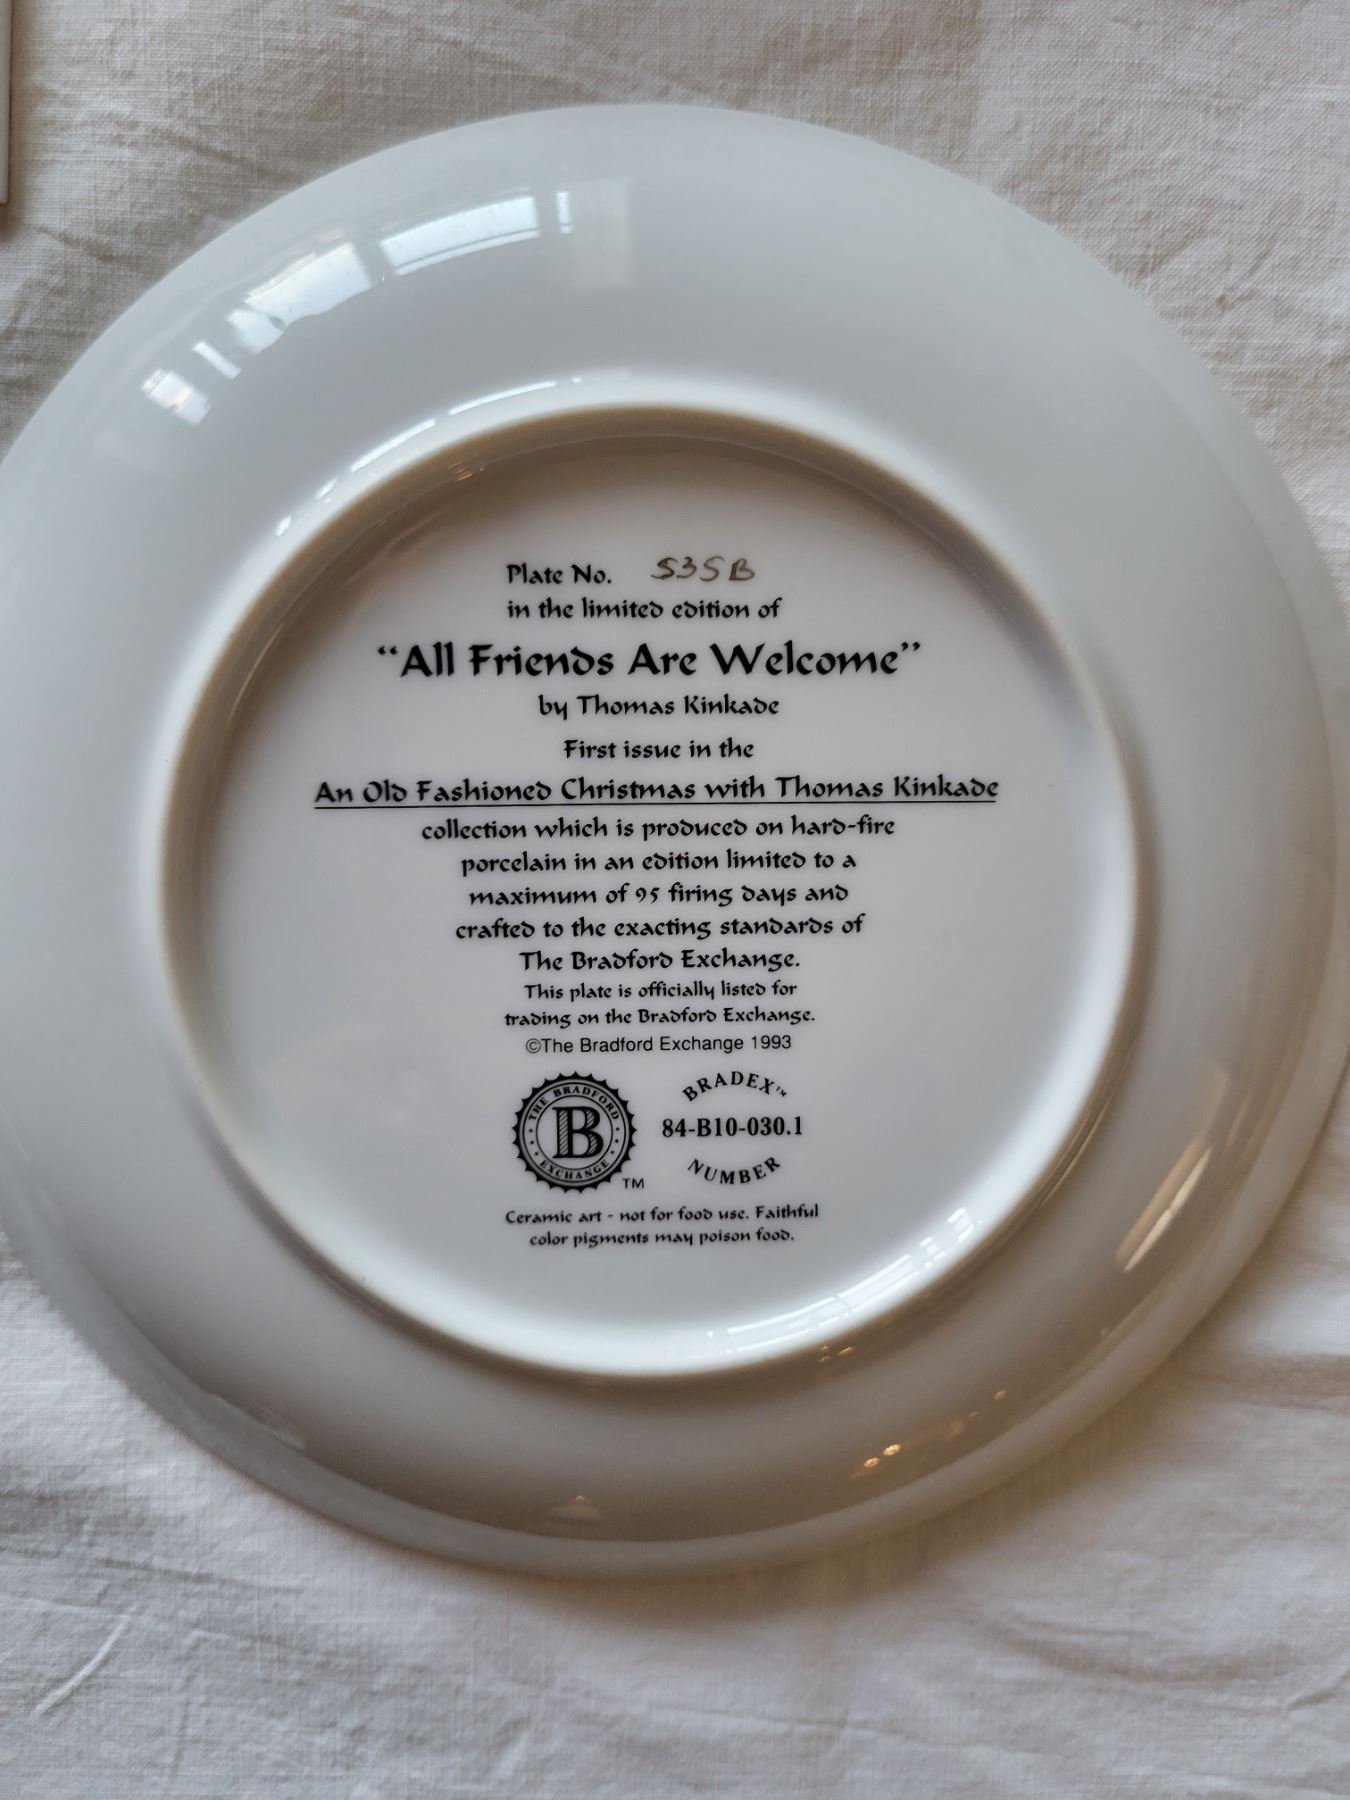 Plate No. 535B
in the limited edition of
“All Friends Are Welcome”
by Thomas Kinkade
First issue in the
An Old Fashioned Christmas with Thomas Kinkade
collection which is produced on hard-fire
porcelain in an edition limited to a
maximum of 95 firing days and
crafted to the exacting standards of
The Bradford Exchange.
This plate is officially listed for
trading on the Bradford Exchange.
©The Bradford Exchange 1993
THE BRADFORD
B
EXCHANGE
TM
BRADEX™
84-B10-030.1
NUMBER
Ceramic art - not for food use. Faithful
color pigments may poison food.